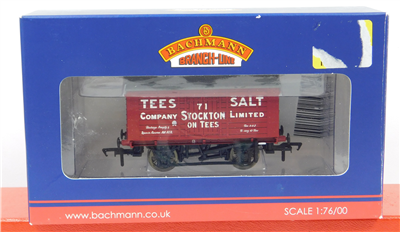 BACHMANN
BRANCH-LINE
TEES 71 SALT
COMPANY STOCKTON LIMITED
ON TEES
www.bachmann.co.uk
SCALE 1:76/00